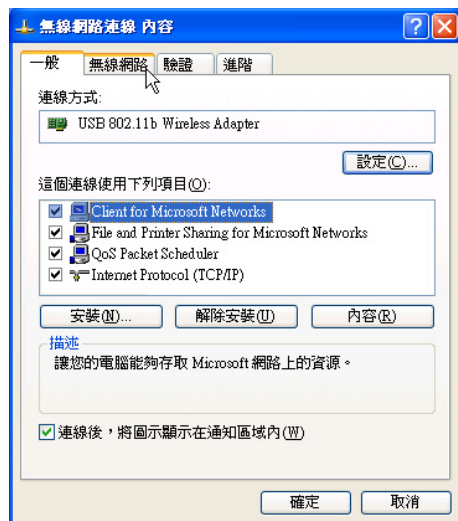 無線網路連線 內容
一般 無線網路 驗證 進階
連線方式:
USB 802.11b Wireless Adapter
設定(C)...
這個連線使用下列項目(O):
Client for Microsoft Networks
File and Printer Sharing for Microsoft Networks
QoS Packet Scheduler
Internet Protocol (TCP/IP)
安裝(N)... 解除安裝(U) 內容(R)
描述
讓您的電腦能夠存取 Microsoft 網路上的資源。
連線後，將圖示顯示在通知區域內(W)
確定 取消